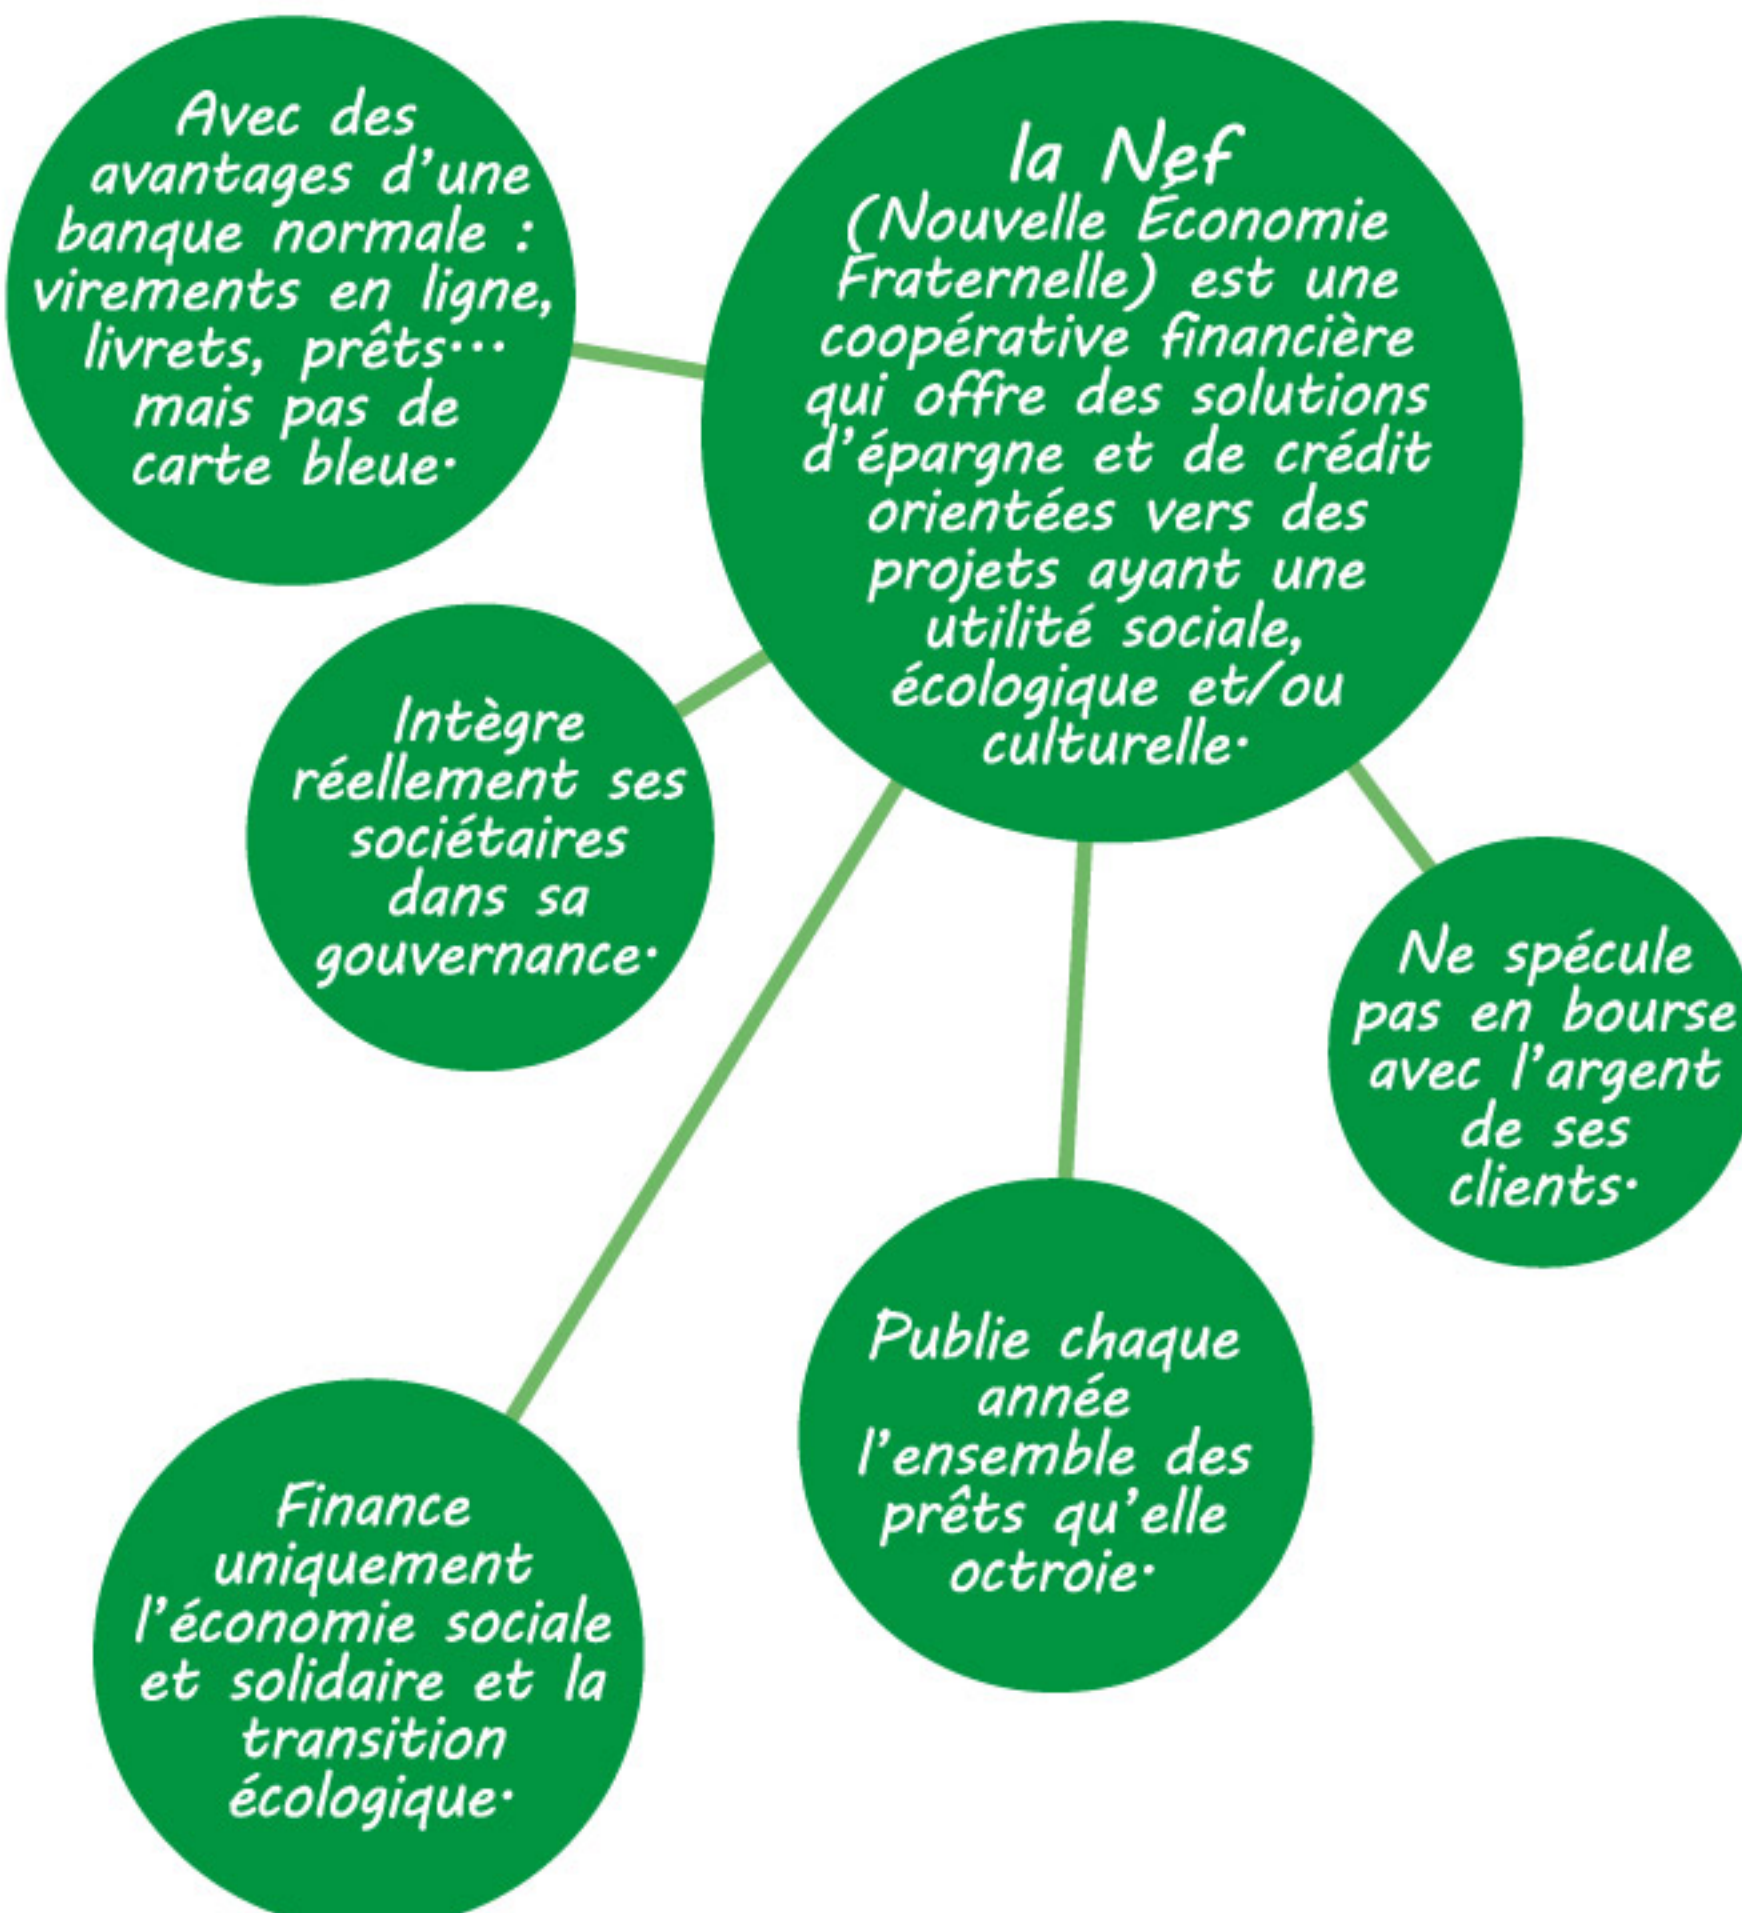 Avec des
avantages d'une
banque normale :
virements en ligne,
livrets, prêts...
mais pas de
carte bleue.
la Nef
(Nouvelle Économie
Fraternelle) est une
coopérative financière
qui offre des solutions
d'épargne et de crédit
orientées vers des
projets ayant une
utilité sociale,
écologique et/ou
culturelle.
Intègre
réellement ses
sociétaires
dans sa
gouvernance.
Ne spécule
pas en bourse
avec l'argent
de ses
clients.
Publie chaque
année
l'ensemble des
prêts qu'elle
octroie.
Finance
uniquement
l'économie sociale
et solidaire et la
transition
écologique.